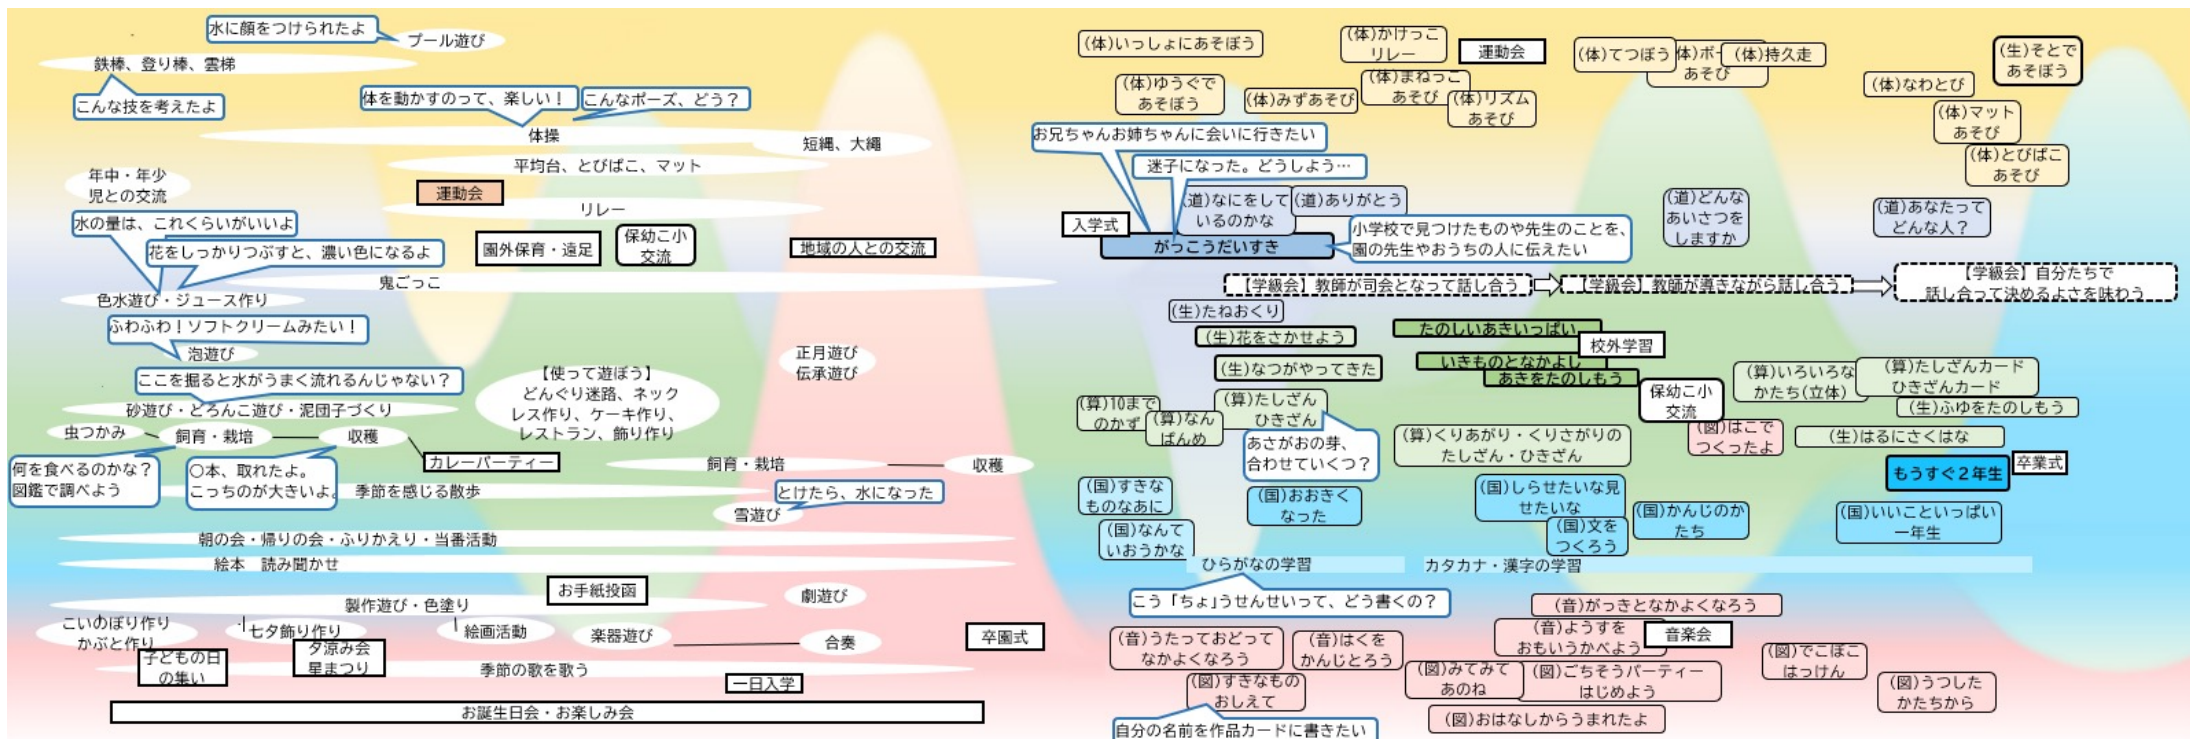 水に顔をつけられたよ
プール遊び
鉄棒、登り棒、雲梯
こんな技を考えたよ
体を動かすのって、楽しい！
こんなポーズ、どう？
体操
短縄、大縄
平均台、とびばこ、マット
年中・年少
児との交流
運動会
リレー
水の量は、これくらいがいいよ
花をしっかりつぶすと、濃い色になるよ
園外保育・遠足
保幼こ小
交流
地域の人との交流
鬼ごっこ
色水遊び・ジュース作り
ふわふわ！ソフトクリームみたい！
泡遊び
正月遊び
伝承遊び
ここを掘ると水がうまく流れるんじゃない？
【使って遊ぼう】
どんぐり迷路、ネック
レス作り、ケーキ作り、
レストラン、飾り作り
砂遊び・どろんこ遊び・泥団子づくり
虫つかみ
飼育・栽培
収穫
カレーパーティー
飼育・栽培
収穫
何を食べるのかな？
図鑑で調べよう
〇本、取れたよ。
こっちのが大きいよ。
季節を感じる散歩
とけたら、水になった
雪遊び
朝の会・帰りの会・ふりかえり・当番活動
絵本　読み聞かせ
お手紙投函
製作遊び・色塗り
劇遊び
こいのぼり作り
かぶと作り
七夕飾り作り
絵画活動
楽器遊び
合奏
卒園式
子どもの日
の集い
夕涼み会
星まつり
季節の歌を歌う
一日入学
お誕生日会・お楽しみ会
(体)いっしょにあそぼう
(体)かけっこ
リレー
運動会
(体)てつぼう
体)ボー
あそび
(体)持久走
(生)そとで
あそぼう
(体)ゆうぐで
あそぼう
(体)みずあそび
(体)まねっこ
あそび
(体)リズム
あそび
(体)なわとび
(体)マット
あそび
(体)とびばこ
あそび
お兄ちゃんお姉ちゃんに会いに行きたい
迷子になった。どうしよう…
道)なにをして
いるのかな
(道)ありがとう
(道)どんな
あいさつを
しますか
(道)あなたって
どんな人？
入学式
がっこうだいすき
小学校で見つけたものや先生のことを、
園の先生やおうちの人に伝えたい
【学級会】教師が司会となって話し合う
【学級会】教師が導きながら話し合う
【学級会】自分たちで
話し合って決めるよさを味わう
(生)たねおくり
(生)花をさかせよう
(生)なつがやってきた
たのしいあきいっぱい
校外学習
いきものとなかよし
あきをたのしもう
保幼こ小
交流
(算)いろいろな
かたち(立体)
(算)たしざんカード
ひきざんカード
(生)ふゆをたのしもう
(算)10まで
のかず
(算)なん
ばんめ
(算)たしざん
ひきざん
あさがおの芽、
合わせていくつ？
(算)くりあがり・くりさがりの
たしざん・ひきざん
(図)はこで
つくったよ
(生)はるにさくはな
もうすぐ２年生
卒業式
(国)すきな
ものなあに
(国)なんて
いおうかな
(国)おおきく
なった
(国)しらせたいな見
せたいな
(国)文を
つくろう
(国)かんじのか
たち
(国)いいこといっぱい
一年生
ひらがなの学習
カタカナ・漢字の学習
こう「ちょ」うせんせいって、どう書くの？
(音)がっきとなかよくなろう
(音)うたっておどって
なかよくなろう
(音)はくを
かんじとろう
(音)ようすを
おもいうかべよう
音楽会
(図)すきなもの
おしえて
(図)みてみて
あのね
(図)ごちそうパーティー
はじめよう
(図)でこぼこ
はっけん
(図)うつした
かたちから
(図)おはなしからうまれたよ
自分の名前を作品カードに書きたい